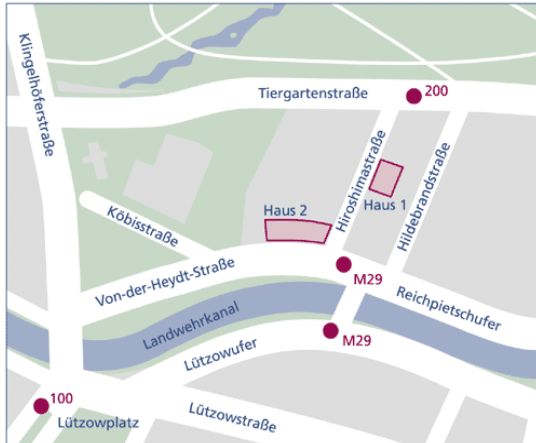 Klingelhöferstraße
Tiergartenstraße
200
Hiroshimastraße
Hildebrandstraße
Haus 1
Haus 2
Köbisstraße
Von-der-Heydt-Straße
M29
Reichpietschufer
Landwehrkanal
Lützowufer
M29
100
Lützowplatz
Lützowstraße